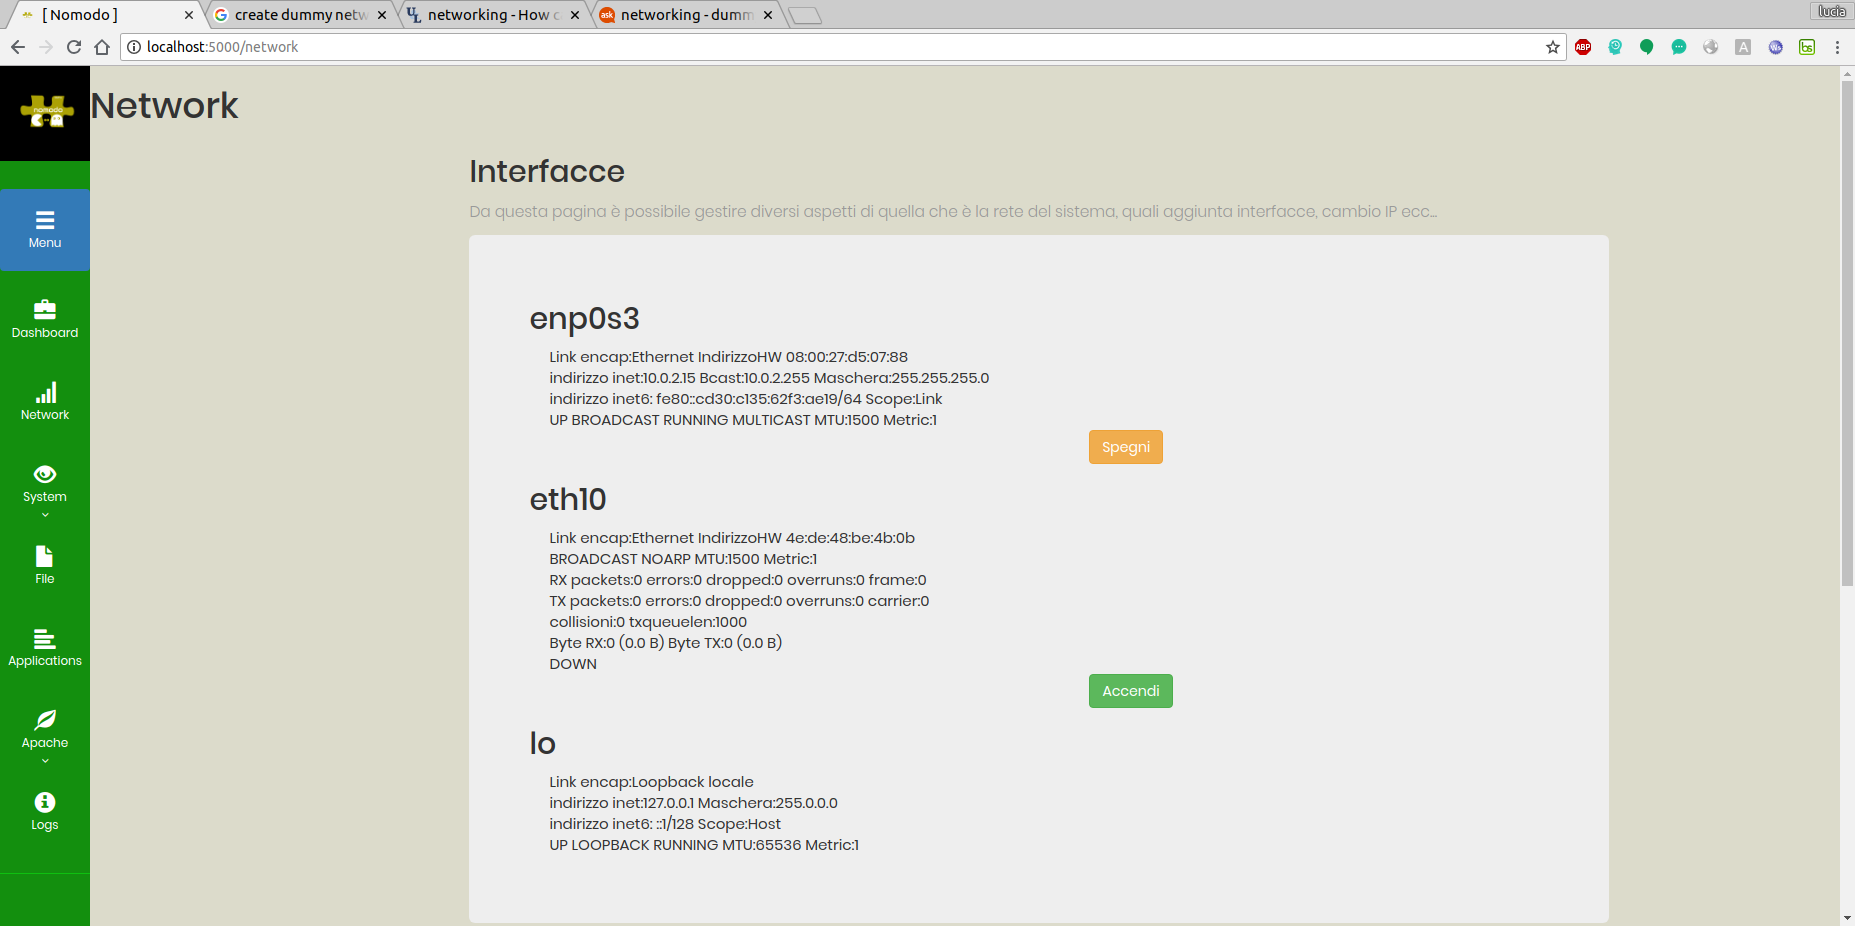 [ Nomodo ]
create dummy netw
networking - How c
networking - dumm
lucia
localhost:5000/network
ABP
A
Ws
bs
ask
UL
nomodo
Network
Menu
Dashboard
Network
System
File
Applications
Apache
Logs
Interfacce
Da questa pagina è possibile gestire diversi aspetti di quella che è la rete del sistema, quali aggiunta interfacce, cambio IP ecc...
enp0s3
Link encap:Ethernet IndirizzoHW 08:00:27:d5:07:88
indirizzo inet:10.0.2.15 Bcast:10.0.2.255 Maschera:255.255.255.0
indirizzo inet6: fe80::cd30:c135:62f3:ae19/64 Scope:Link
UP BROADCAST RUNNING MULTICAST MTU:1500 Metric:1
Spegni
eth10
Link encap:Ethernet IndirizzoHW 4e:de:48:be:4b:0b
BROADCAST NOARP MTU:1500 Metric:1
RX packets:0 errors:0 dropped:0 overruns:0 frame:0
TX packets:0 errors:0 dropped:0 overruns:0 carrier:0
collisioni:0 txqueuelen:1000
Byte RX:0 (0.0 B) Byte TX:0 (0.0 B)
DOWN
Accendi
lo
Link encap:Loopback locale
indirizzo inet:127.0.0.1 Maschera:255.0.0.0
indirizzo inet6: ::1/128 Scope:Host
UP LOOPBACK RUNNING MTU:65536 Metric:1